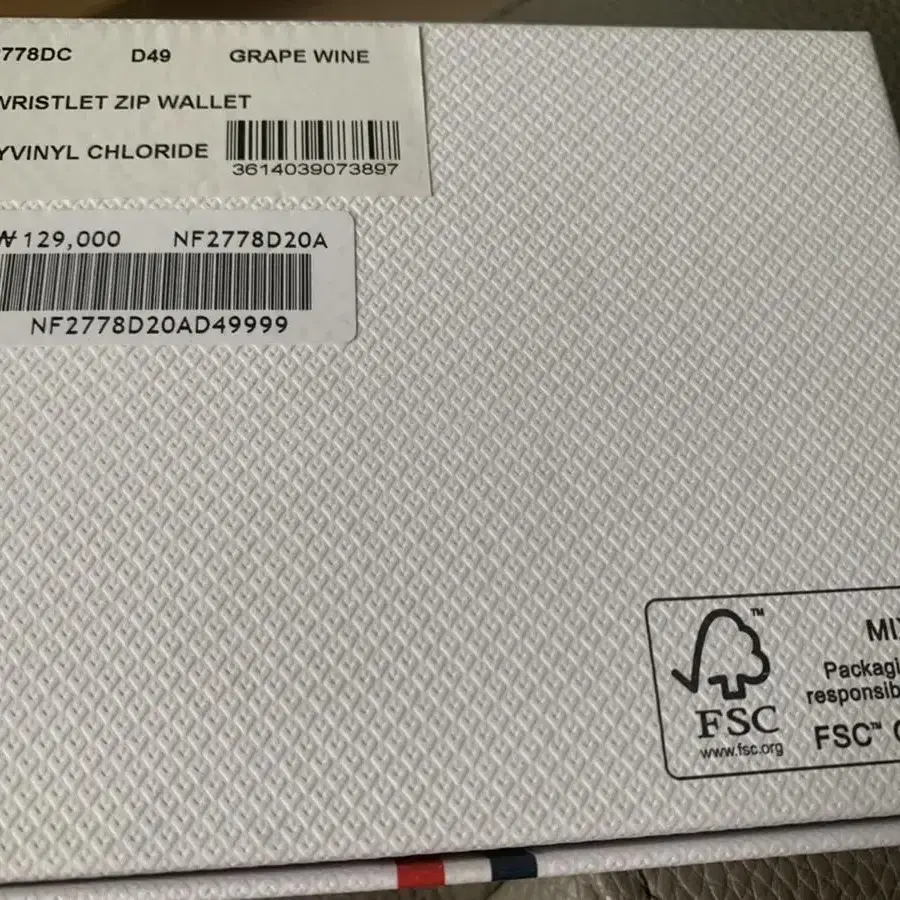 778DC D49 GRAPE WINE
WRISTLET ZIP WALLET
YVINYL CHLORIDE
3614039073897
₩129,000 NF2778D20A
NF2778D20AD49999
MI
Packagi
responsib
FSC™
FSC
www.fsc.org